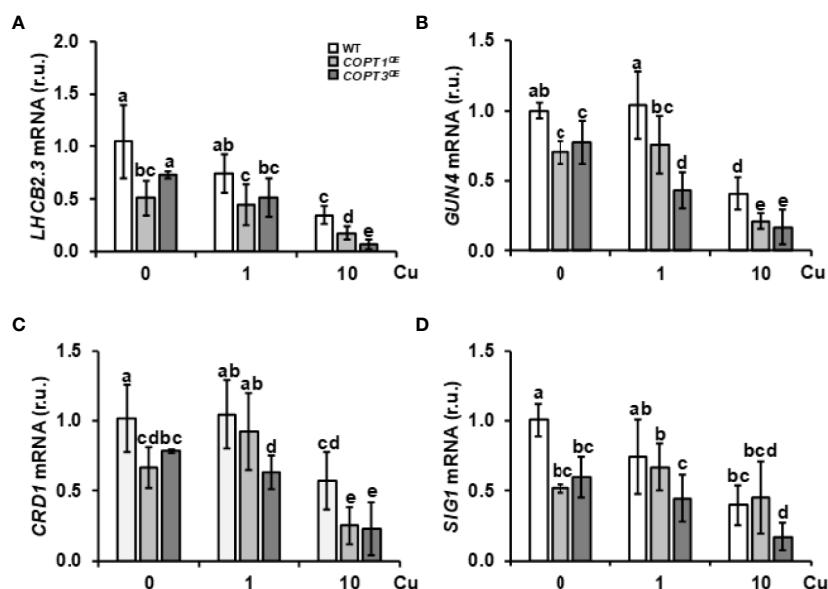 A
LHCB2.3 mRNA (r.u.)
2.0
1.5
1.0
0.5
0.0
WT
COPT1OE
COPT3OE
a
bc
a
ab
c
bc
c
d
e
0 1 10 Cu
B
GUN4 mRNA (r.u.)
1.5
1.0
0.5
0.0
ab
c
c
a
bc
d
d
e
e
0 1 10 Cu
C
CRD1 mRNA (r.u.)
1.5
1.0
0.5
0.0
a
cd
bc
ab
ab
d
cd
e
e
0 1 10 Cu
D
SIG1 mRNA (r.u.)
1.5
1.0
0.5
0.0
a
bc
bc
ab
b
c
bc
bcd
d
0 1 10 Cu